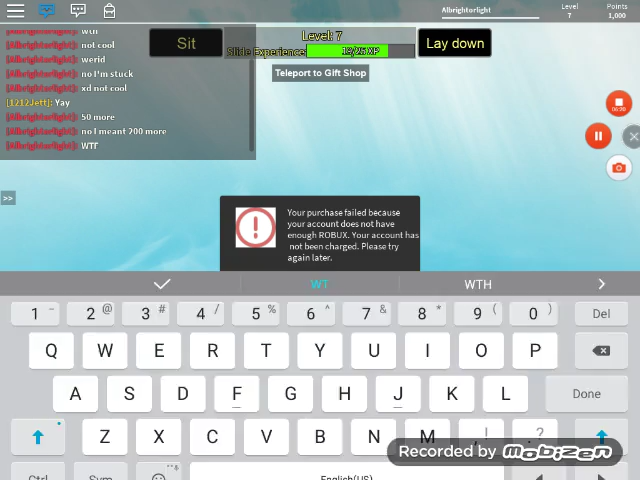 Albrightorlight
Level
7
Points
1,000
[Albrightorlight]: wth
[Albrightorlight]: not cool
[Albrightorlight]: werid
[Albrightorlight]: no I'm stuck
[Albrightorlight]: xd not cool
[1212Jett]: Yay
[Albrightorlight]: 50 more
[Albrightorlight]: no I meant 200 more
[Albrightorlight]: WTF
Sit
Level: 7
Slide Experience:
Lay down
Teleport to Gift Shop
>>
Your purchase failed because
your account does not have
enough ROBUX. Your account has
not been charged. Please try
again later.
WT WTH
1 - 2 @ 3 # 4 / 5 % 6 ^ 7 & 8 * 9 ( 0 ) Del
Q W E R T Y U I O P
A S D F G H J K L Done
Z X C V B N M , ! . ?
Recorded by Mobizen
Ctrl Sym English(US)